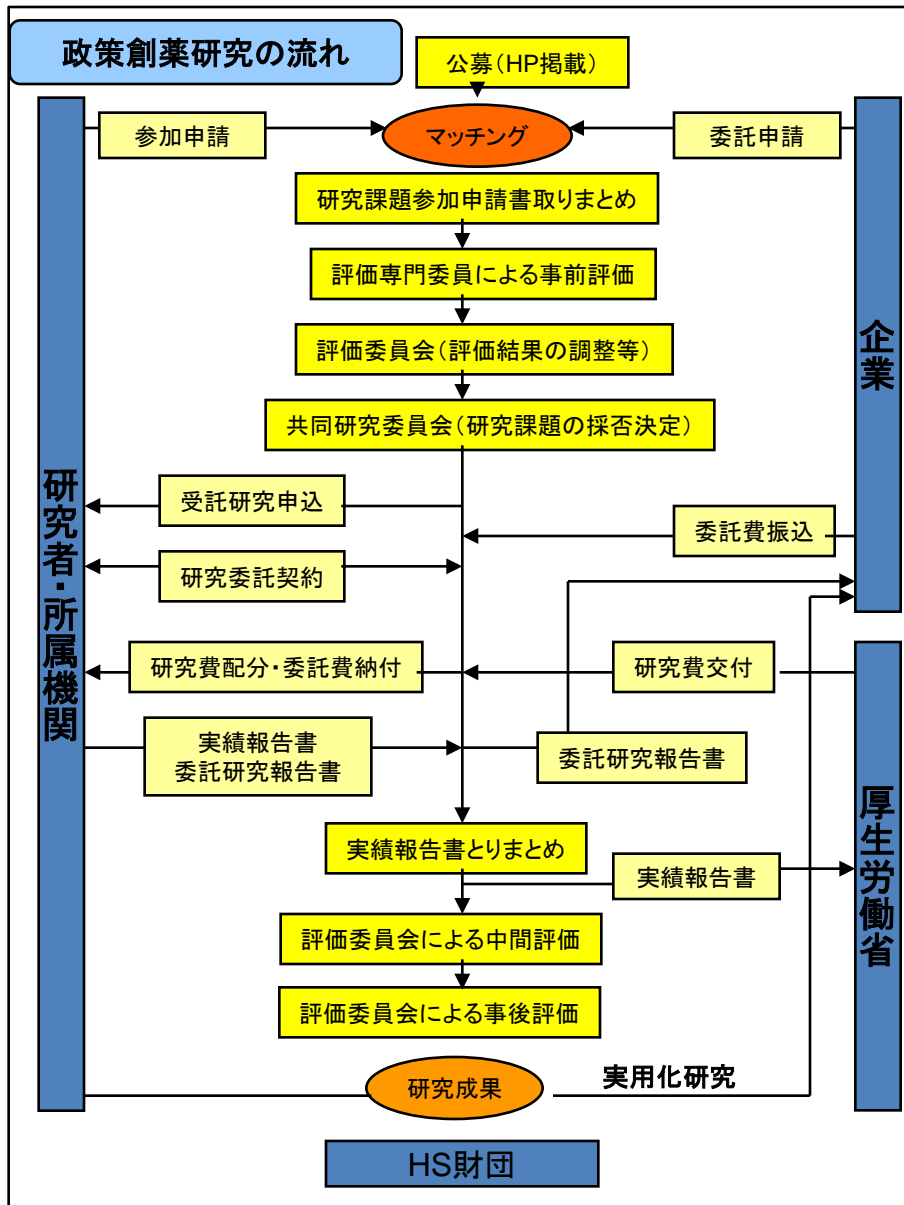 政策創薬研究の流れ
公募(HP掲載)
参加申請
マッチング
委託申請
研究課題参加申請書取りまとめ
評価専門委員による事前評価
評価委員会(評価結果の調整等)
共同研究委員会(研究課題の採否決定)
企業
研究者・所属機関
受託研究申込
委託費振込
研究委託契約
研究費配分・委託費納付
研究費交付
実績報告書
委託研究報告書
委託研究報告書
厚生労働省
実績報告書とりまとめ
実績報告書
評価委員会による中間評価
評価委員会による事後評価
研究成果
実用化研究
HS財団